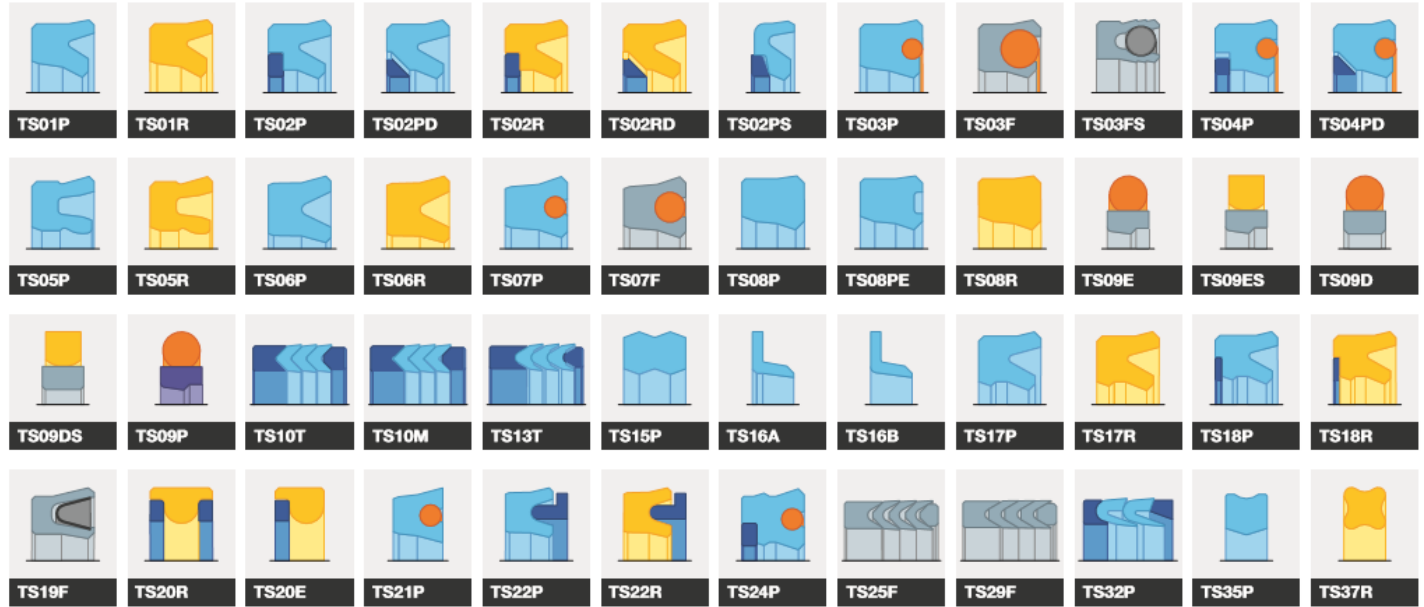 TS01P TS01R TS02P TS02PD TS02R TS02RD TS02PS TS03P TS03F TS03FS TS04P TS04PD
TS05P TS05R TS06P TS06R TS07P TS07F TS08P TS08PE TS08R TS09E TS09ES TS09D
TS09DS TS09P TS10T TS10M TS13T TS15P TS16A TS16B TS17P TS17R TS18P TS18R
TS19F TS20R TS20E TS21P TS22P TS22R TS24P TS25F TS29F TS32P TS35P TS37R